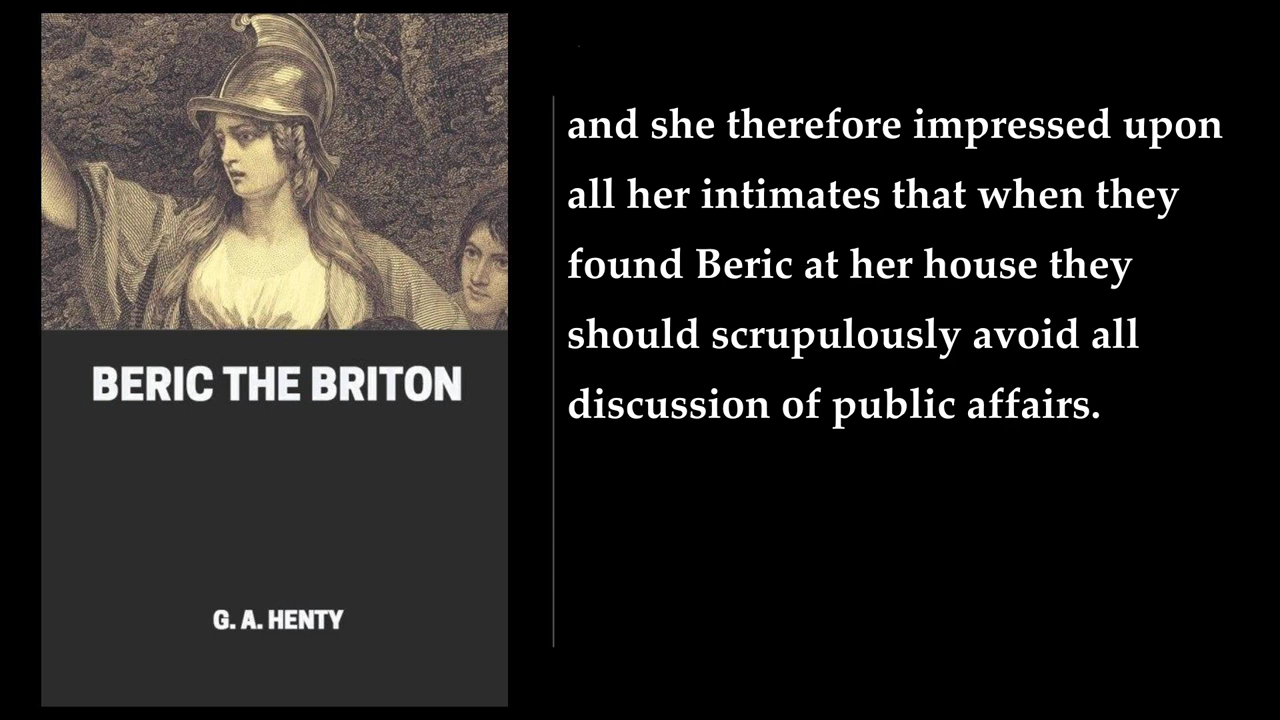 BERIC THE BRITON
G. A. HENTY
and she therefore impressed upon
all her intimates that when they
found Beric at her house they
should scrupulously avoid all
discussion of public affairs.